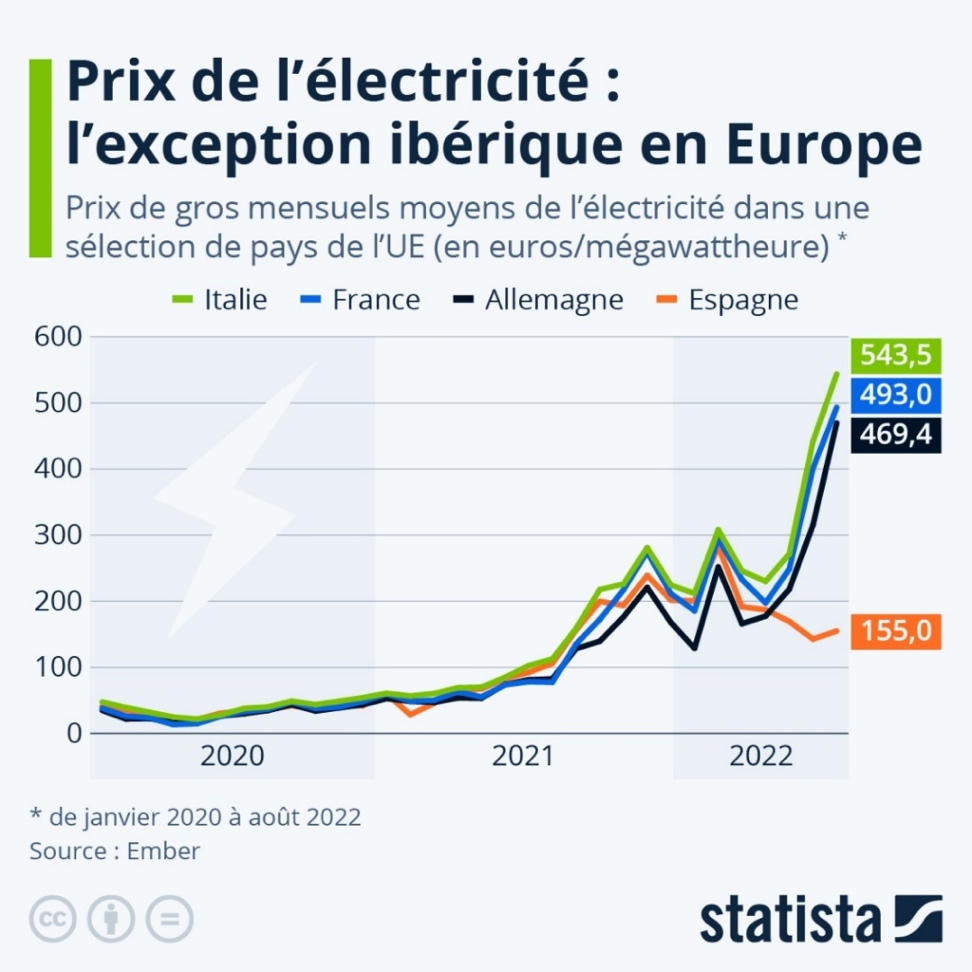 Prix de l’électricité :
l’exception ibérique en Europe
Prix de gros mensuels moyens de l’électricité dans une
sélection de pays de l’UE (en euros/mégawattheure) *
Italie France Allemagne Espagne
600
500
400
300
200
100
0
543,5
493,0
469,4
155,0
2020 2021 2022
* de janvier 2020 à août 2022
Source : Ember
cc
statista